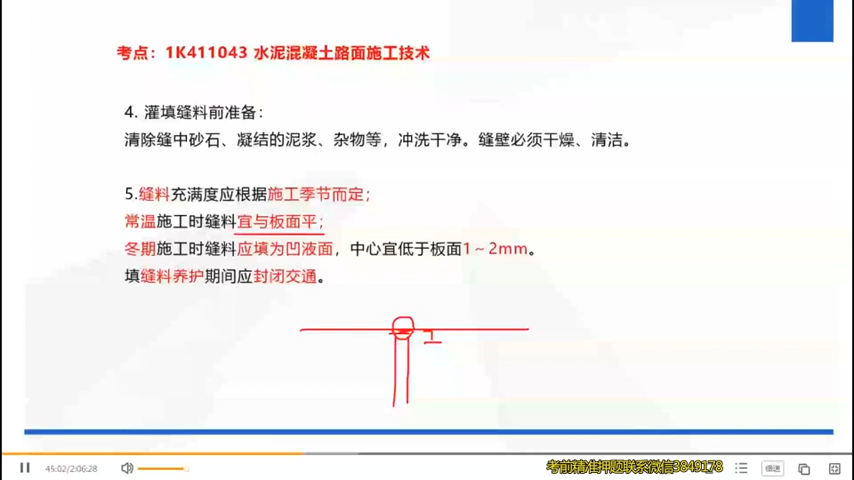 考点：1K411043 水泥混凝土路面施工技术
4. 灌填缝料前准备：
清除缝中砂石、凝结的泥浆、杂物等，冲洗干净。缝壁必须干燥、清洁。
5.缝料充满度应根据施工季节而定；
常温施工时缝料宜与板面平；
冬期施工时缝料应填为凹液面，中心宜低于板面1～2mm。
填缝料养护期间应封闭交通。
45:02/2:06:28
考前精准押题联系微信3849178
倍速